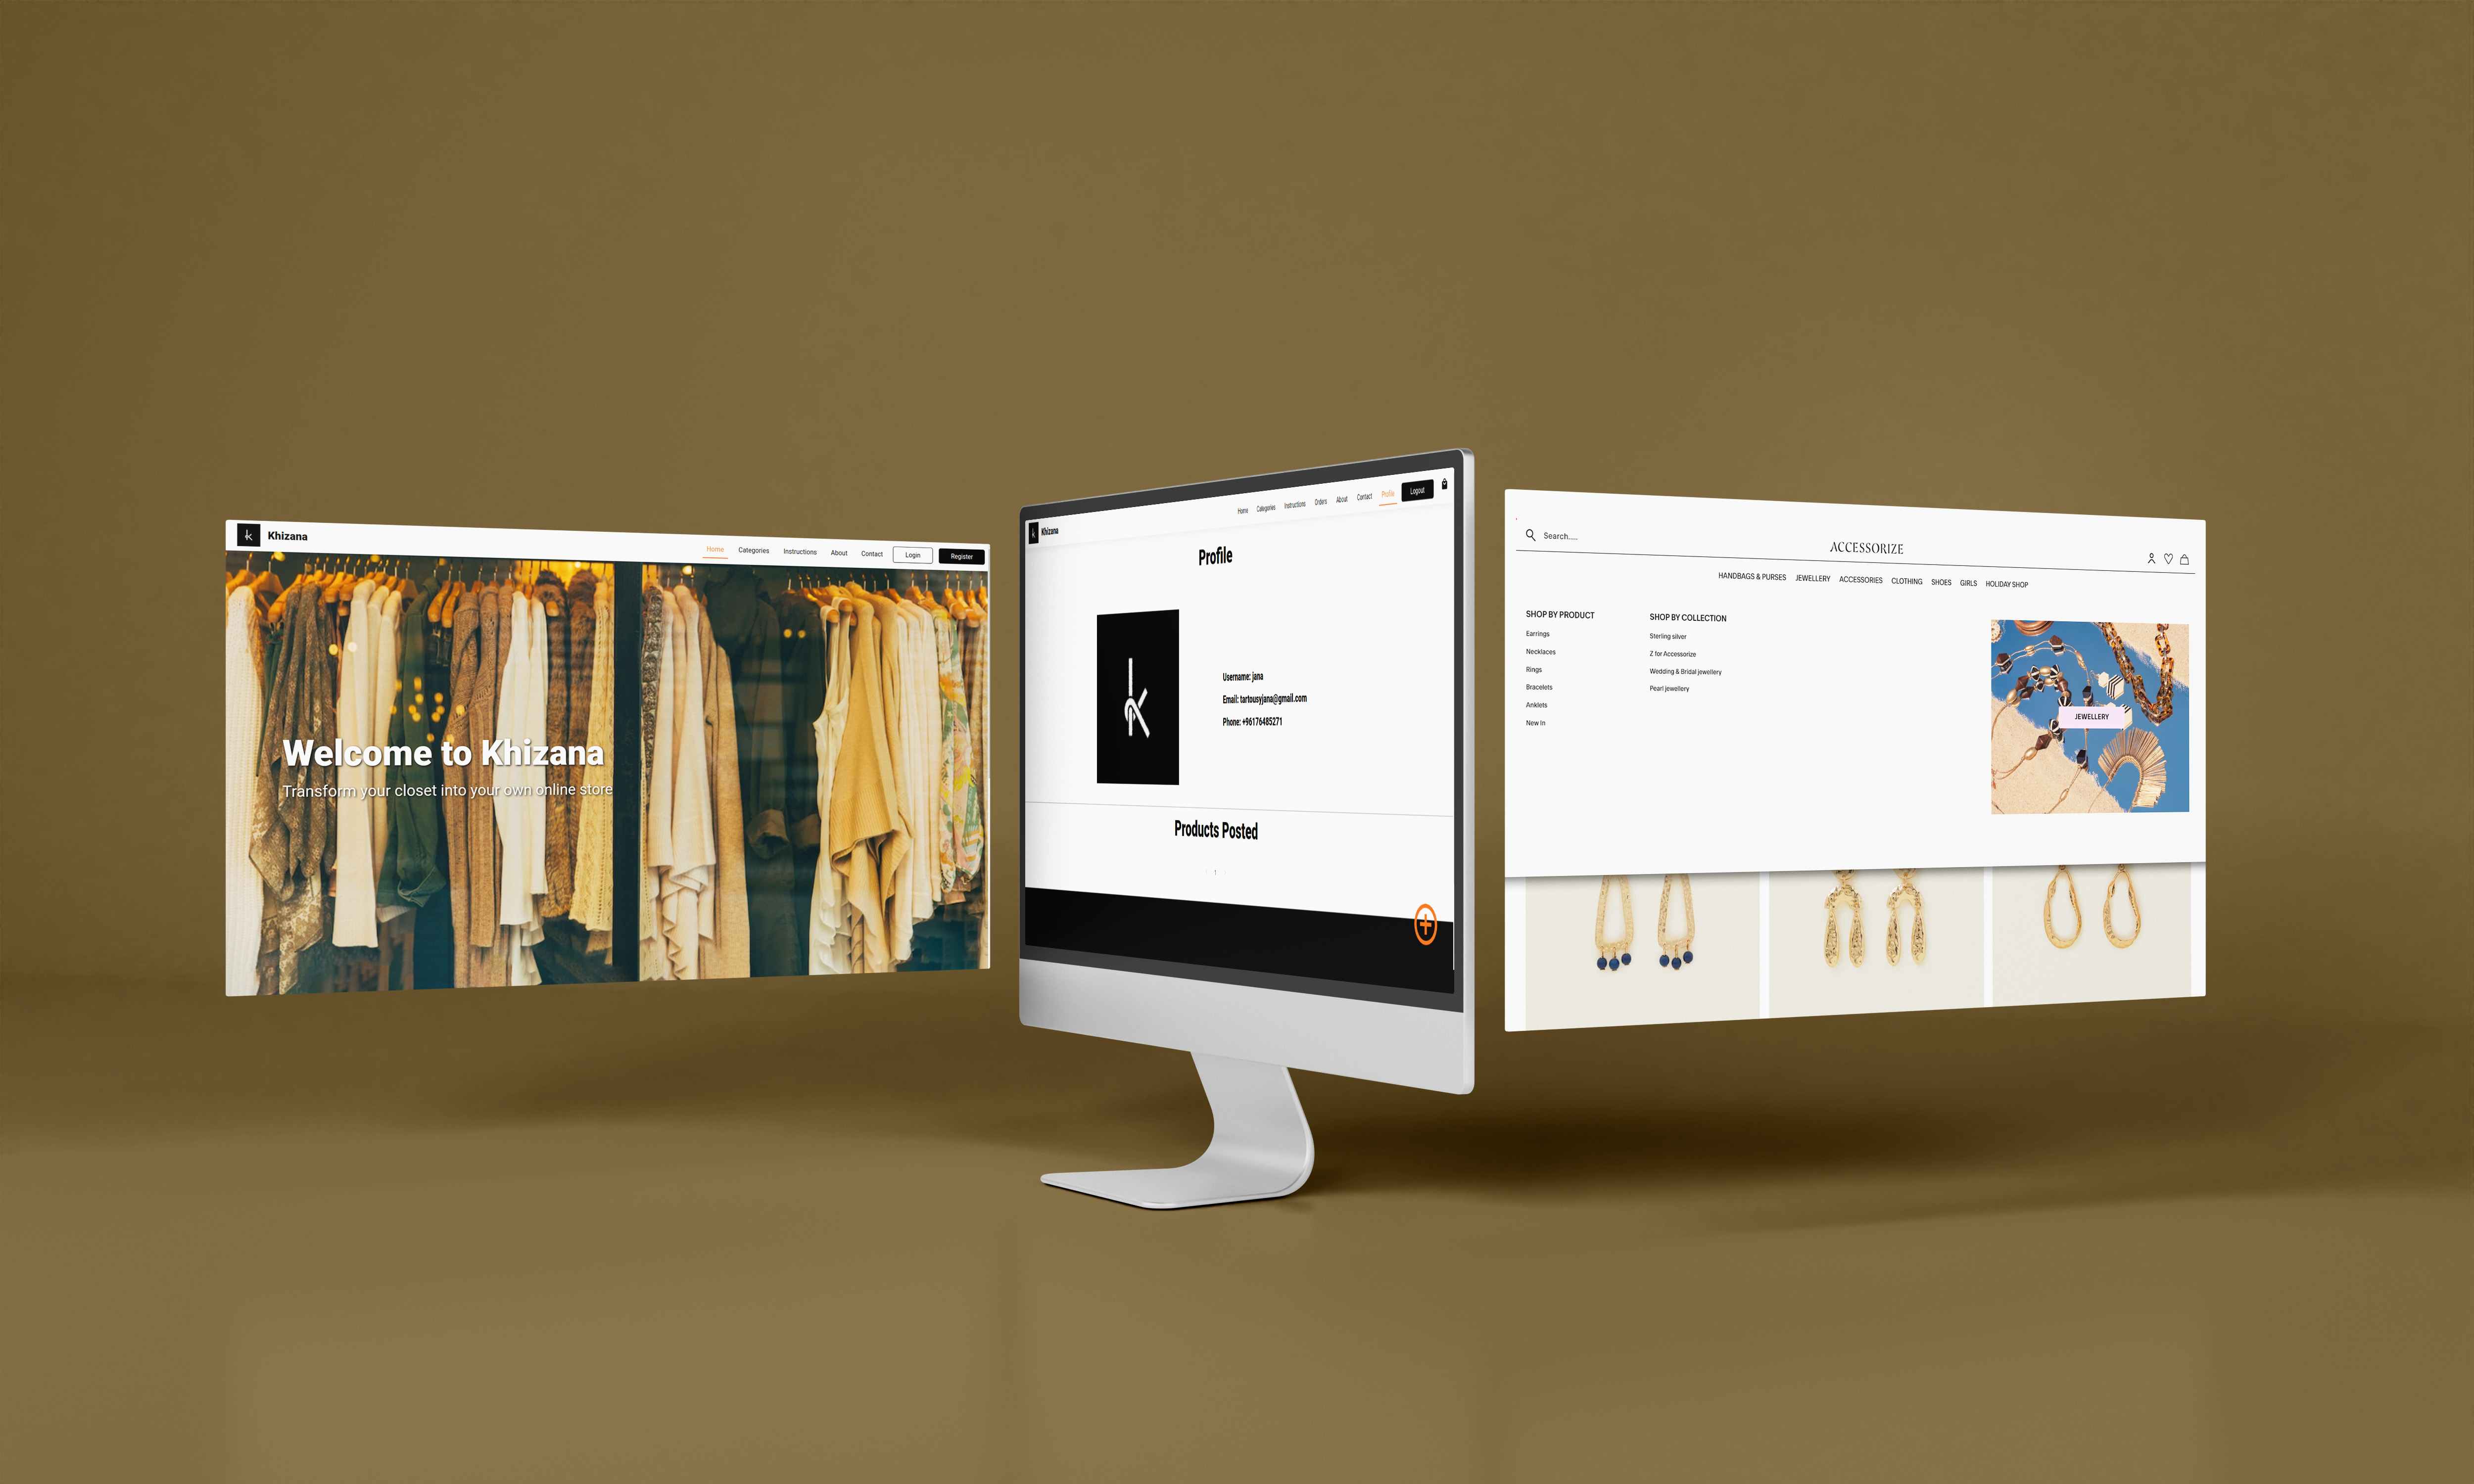 Khizana
Home Categories Instructions About Contact Login Register
Welcome to Khizana
Transform your closet into your own online store
Khizana
Home Categories Instructions Orders About Contact Profile Logout
Profile
Username: jana
Email: tartousyjana@gmail.com
Phone: +96176485271
Products Posted
1
Search.....
ACCESSORIZE
HANDBAGS & PURSES JEWELLERY ACCESSORIES CLOTHING SHOES GIRLS HOLIDAY SHOP
SHOP BY PRODUCT
Earrings
Necklaces
Rings
Bracelets
Anklets
New In
SHOP BY COLLECTION
Sterling silver
Z for Accessorize
Wedding & Bridal jewellery
Pearl jewellery
JEWELLERY